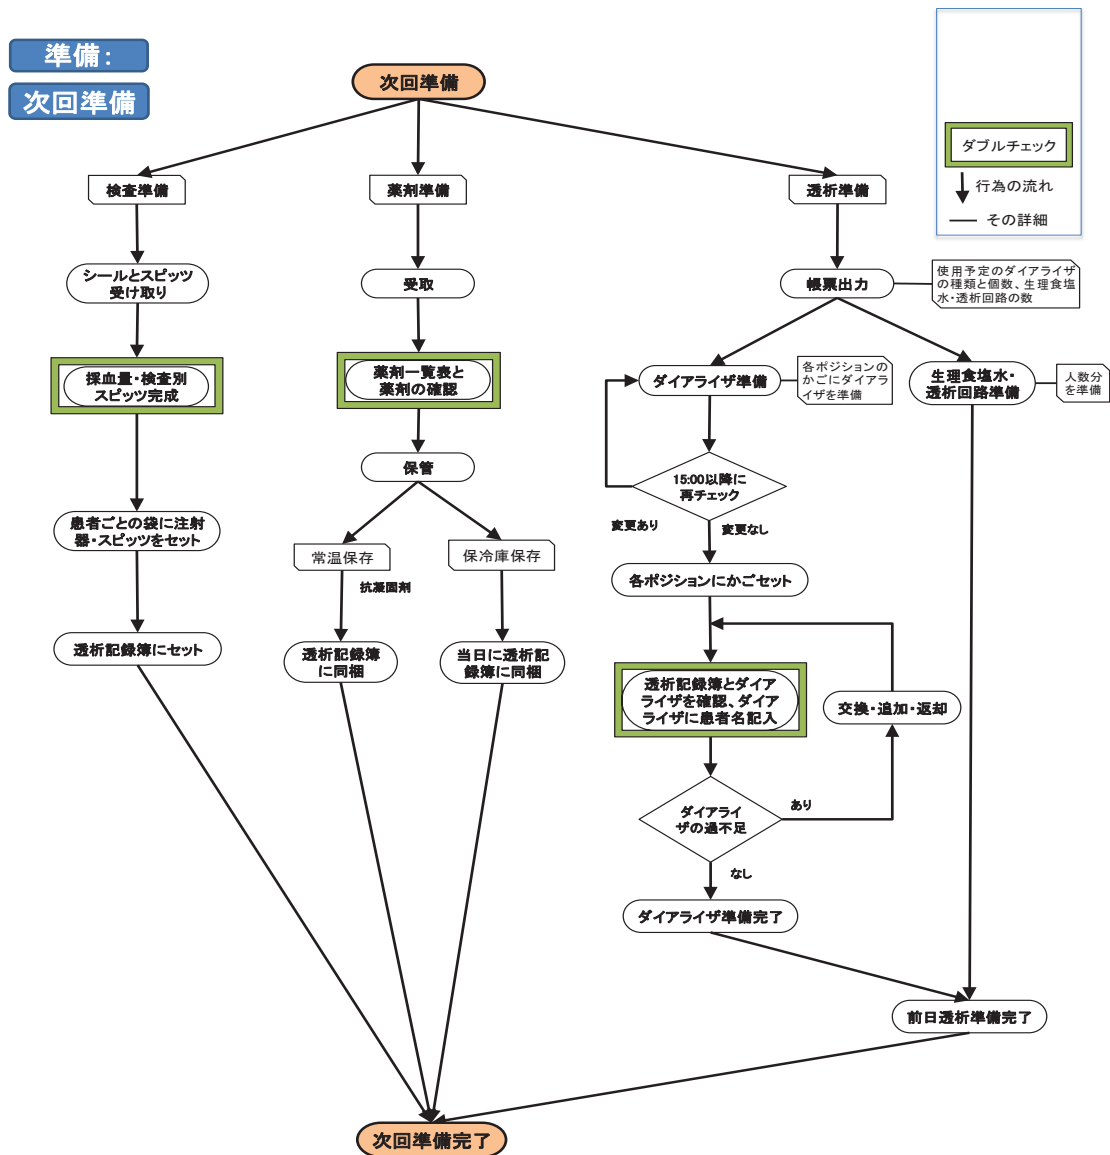 準備：
次回準備
次回準備
ダブルチェック
行為の流れ
その詳細
検査準備
薬剤準備
透析準備
シールとスピッツ
受け取り
受取
帳票出力
使用予定のダイアライザ
の種類と個数、生理食塩
水・透析回路の数
採血量・検査別
スピッツ完成
薬剤一覧表と
薬剤の確認
ダイアライザ準備
各ポジションの
かごにダイアラ
イザを準備
生理食塩水・
透析回路準備
人数分
を準備
保管
15:00以降に
再チェック
変更あり
変更なし
患者ごとの袋に注射
器・スピッツをセット
常温保存
保冷庫保存
抗凝固剤
各ポジションにかごセット
透析記録簿にセット
透析記録簿
に同梱
当日に透析記
録簿に同梱
透析記録簿とダイア
ライザを確認、ダイア
ライザに患者名記入
交換・追加・返却
ダイアライ
ザの過不足
あり
なし
ダイアライザ準備完了
前日透析準備完了
次回準備完了